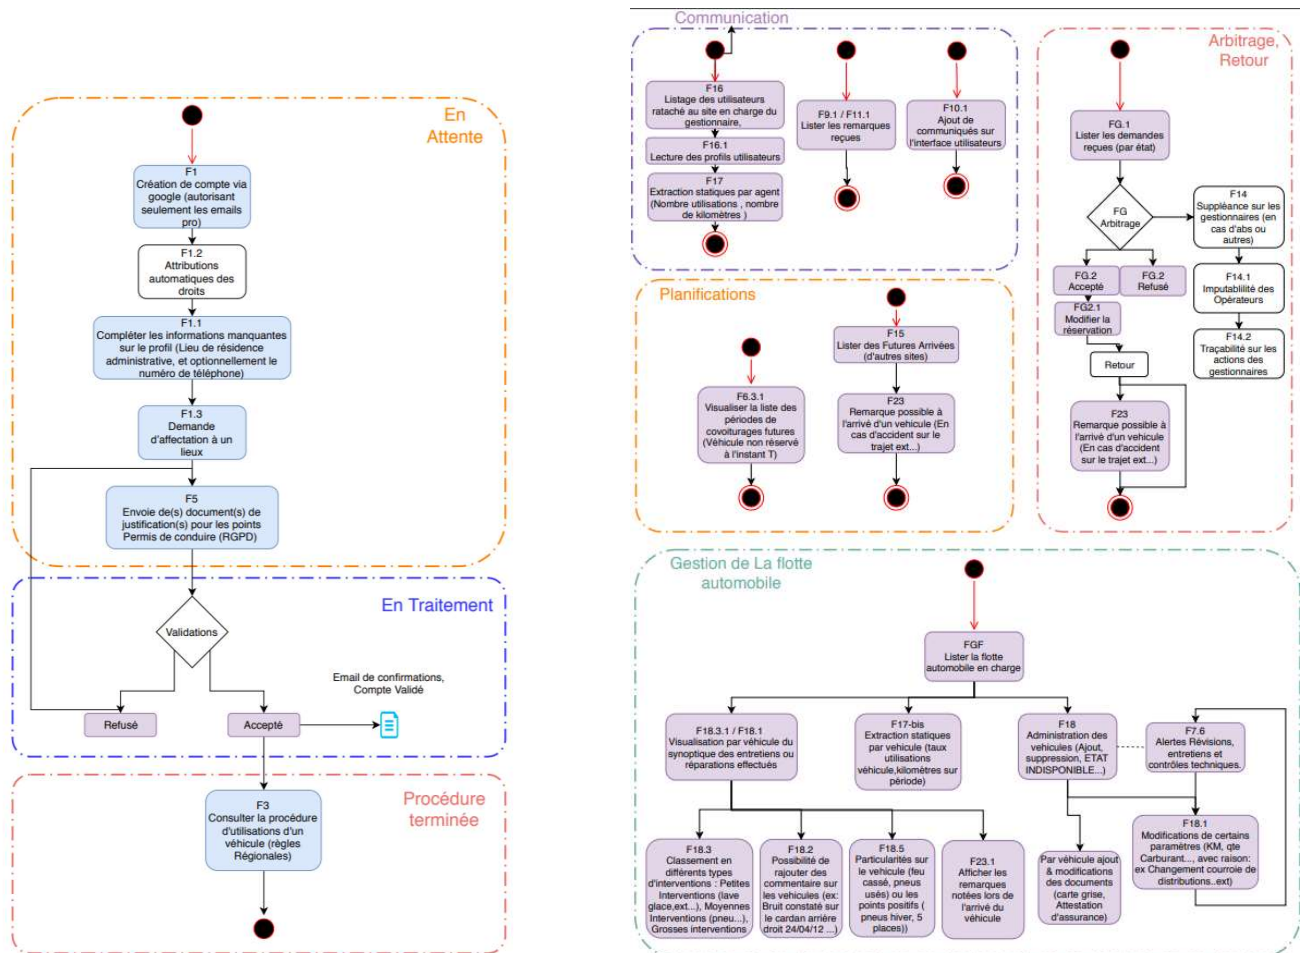 En
Attente
F1
Création de compte via
google (autorisant
seulement les emails
pro)
F1.2
Attributions
automatiques des
droits
F1.1
Compléter les informations manquantes
sur le profil (Lieu de résidence
administrative, et optionnellement le
numéro de téléphone)
F1.3
Demande
d'affectation à un
lieux
F5
Envoie de(s) document(s) de
justification(s) pour les points
Permis de conduire (RGPD)
En Traitement
Validations
Email de confirmations,
Compte Validé
Refusé
Accepté
Procédure
terminée
F3
Consulter la procédure
d'utilisations d'un
véhicule (règles
Régionales)
Communication
F16
Listage des utilisateurs
rataché au site en charge du
gestionnaire,
F16.1
Lecture des profils utilisateurs
F17
Extraction statiques par agent
(Nombre utilisations , nombre
de kilomètres )
F9.1 / F11.1
Lister les remarques
reçues
F10.1
Ajout de
communiqués sur
l'interface utilisateurs
Arbitrage,
Retour
FG.1
Lister les demandes
reçues (par état)
FG
Arbitrage
F14
Suppléance sur les
gestionnaires (en
cas d'abs ou
autres)
FG.2
Accepté
FG.2
Refusé
F14.1
Imputablilité des
Opérateurs
FG2.1
Modifier la
réservation
F14.2
Traçabilité sur les
actions des
gestionnaires
Retour
F23
Remarque possible à
l'arrivé d'un vehicule
(En cas d'accident
sur le trajet ext...)
Planifications
F15
Lister des Futures Arrivées
(d'autres sites)
F6.3.1
Visualiser la liste des
périodes de
covoiturages futures
(Véhicule non réservé
à l'instant T)
F23
Remarque possible à
l'arrivé d'un vehicule (En
cas d'accident sur le
trajet ext...)
Gestion de La flotte
automobile
FGF
Lister la flotte
automobile en charge
F18.3.1 / F18.1
Visualisation par véhicule du
synoptique des entretiens ou
réparations effectués
F17-bis
Extraction statiques
par vehicule (taux
utilisations
véhicule,kilomètres sur
période)
F18
Administration des
vehicules (Ajout,
supression, ETAT
INDISPONIBLE...)
F7.6
Alertes Révisions,
entretiens et
contrôles techniques.
F18.3
Classement en
différents types
d'interventions : Petites
Interventions (lave
glace,ext...), Moyennes
Interventions (pneu...),
Grosses interventions
F18.2
Possibilité de
rajouter des
commentaire sur
les vehicules (ex:
Bruit constaté sur
le cardan arrière
droit 24/04/12 ...)
F18.5
Particularités sur
le vehicule (feu
cassé, pneus
usés) ou les
points positifs (
pneus hiver, 5
places))
F23.1
Afficher les
remarques
notées lors de
l'arrivé du
véhicule
Par véhicule ajout
& modifications
des documents
(carte grise,
Attestation
d'assurance)
F18.1
Modifications de certains
paramètres (KM, qte
Carburant..., avec raison:
ex Changement courroie de
distributions..ext)